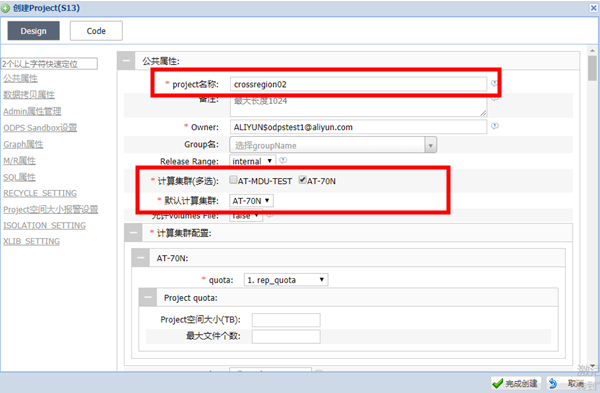 创建Project(S13)
Design
Code
2个以上字符快速定位
公共属性
数据拷贝属性
Admin属性管理
ODPS Sandbox设置
Graph属性
M/R属性
SQL属性
RECYCLE_SETTING
Project空间大小报警设置
ISOLATION_SETTING
XLIB_SETTING
公共属性:
* project名称: crossregion02
备注: 最大长度1024
* Owner: ALIYUN$odpstest1@aliyun.com
Group名: 选择groupName
Release Range: internal
* 计算集群(多选): AT-MDU-TEST AT-70N
* 默认计算集群: AT-70N
允许Volumes File: false
* 计算集群配置:
AT-70N:
* quota: 1. rep_quota
Project quota:
Project空间大小(TB):
最大文件个数:
完成创建 取消